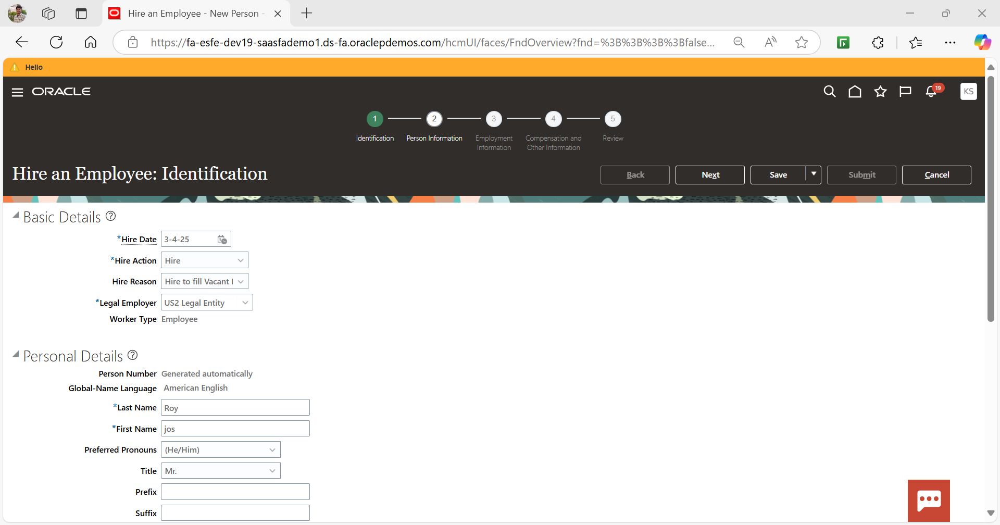 Hire an Employee - New Person -
https://fa-esfe-dev19-saasfademo1.ds-fa.oraclepdemos.com/hcmUI/faces/FndOverview?fnd=%3B%3B%3B%3Bfalse...
Hello
ORACLE
19
KS
1 2 3 4 5
Identification Person Information Employment Information Compensation and Other Information Review
Hire an Employee: Identification
Back Next Save Submit Cancel
Basic Details
*Hire Date 3-4-25
*Hire Action Hire
Hire Reason Hire to fill Vacant
*Legal Employer US2 Legal Entity
Worker Type Employee
Personal Details
Person Number Generated automatically
Global-Name Language American English
*Last Name Roy
*First Name jos
Preferred Pronouns (He/Him)
Title Mr.
Prefix
Suffix